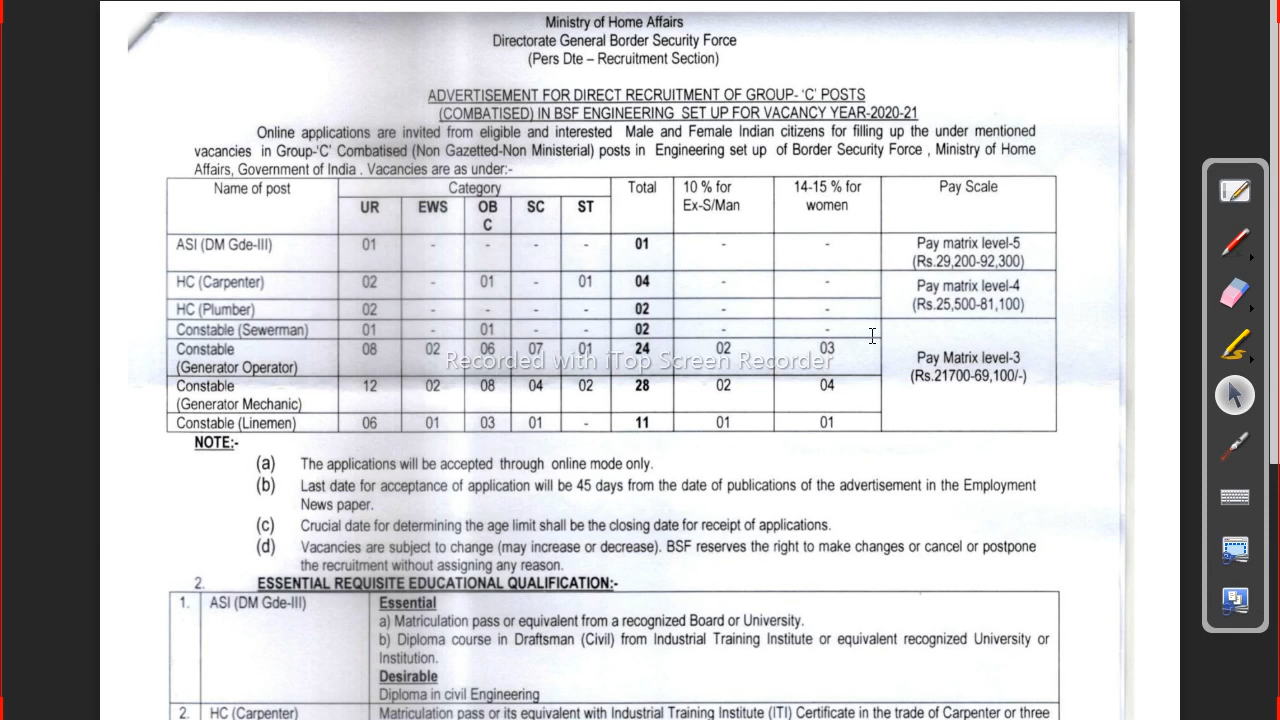 Ministry of Home Affairs
Directorate General Border Security Force
(Pers Dte – Recruitment Section)
ADVERTISEMENT FOR DIRECT RECRUITMENT OF GROUP- ‘C’ POSTS
(COMBATISED) IN BSF ENGINEERING SET UP FOR VACANCY YEAR-2020-21
Online applications are invited from eligible and interested Male and Female Indian citizens for filling up the under mentioned
vacancies in Group-‘C’ Combatised (Non Gazetted-Non Ministerial) posts in Engineering set up of Border Security Force , Ministry of Home
Affairs, Government of India . Vacancies are as under:-
Name of post Category Total 10 % for 14-15 % for Pay Scale
UR EWS OB SC ST Ex-S/Man women
C
ASI (DM Gde-III) 01 - - - - 01 - - Pay matrix level-5
(Rs.29,200-92,300)
HC (Carpenter) 02 - 01 - 01 04 - - Pay matrix level-4
(Rs.25,500-81,100)
HC (Plumber) 02 - - - - 02 - -
Constable (Sewerman) 01 - 01 - - 02 - -
Constable 08 02 06 07 01 24 02 03 Pay Matrix level-3
(Generator Operator) (Rs.21700-69,100/-)
Recorded with iTop Screen Recorder
Constable 12 02 08 04 02 28 02 04
(Generator Mechanic)
Constable (Linemen) 06 01 03 01 - 11 01 01
NOTE:-
(a) The applications will be accepted through online mode only.
(b) Last date for acceptance of application will be 45 days from the date of publications of the advertisement in the Employment
News paper.
(c) Crucial date for determining the age limit shall be the closing date for receipt of applications.
(d) Vacancies are subject to change (may increase or decrease). BSF reserves the right to make changes or cancel or postpone
the recruitment without assigning any reason.
2. ESSENTIAL REQUISITE EDUCATIONAL QUALIFICATION:-
1. ASI (DM Gde-III) Essential
a) Matriculation pass or equivalent from a recognized Board or University.
b) Diploma course in Draftsman (Civil) from Industrial Training Institute or equivalent recognized University or
Institution.
Desirable
Diploma in civil Engineering
2. HC (Carpenter) Matriculation pass or its equivalent with Industrial Training Institute (ITI) Certificate in the trade of Carpenter or three